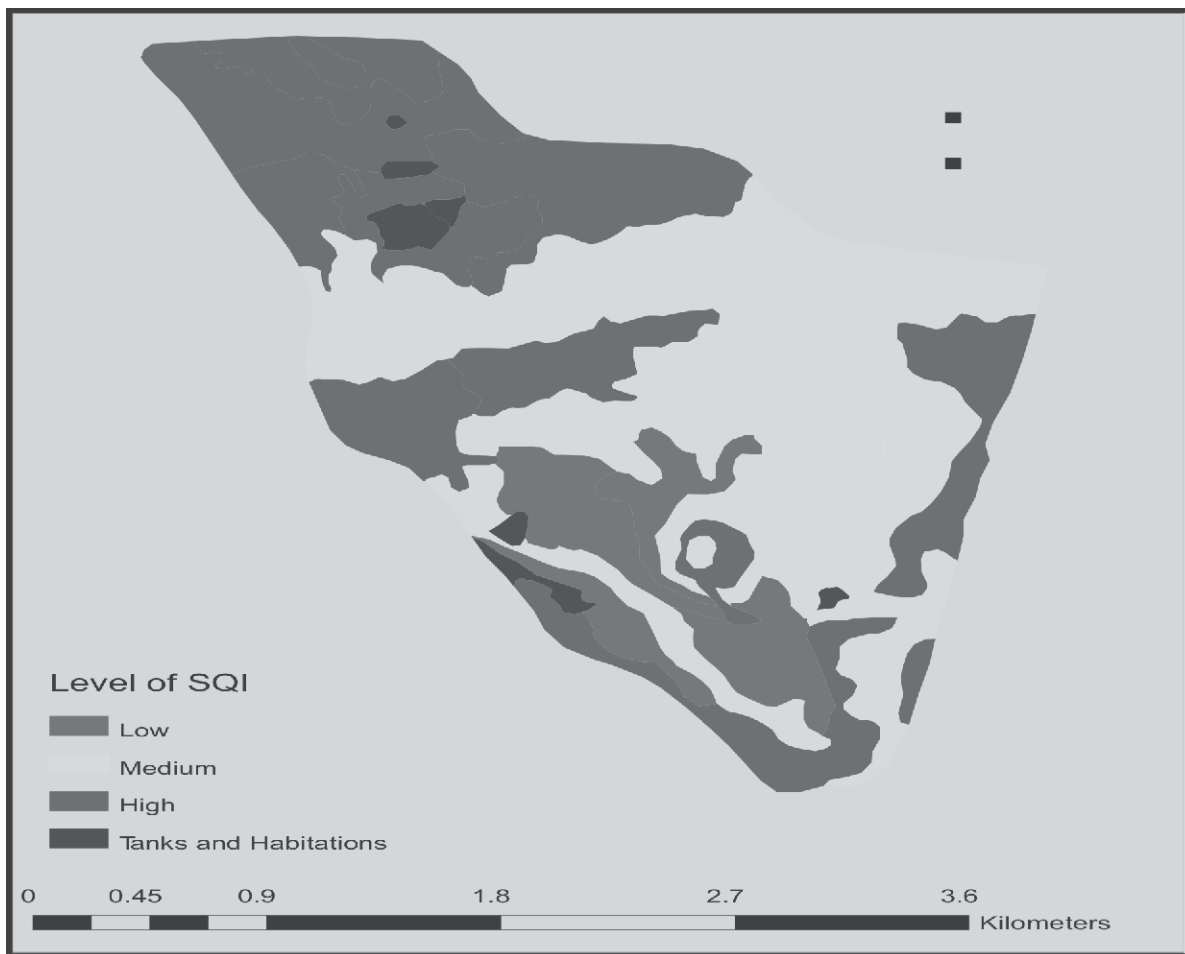 Level of SQI
Low
Medium
High
Tanks and Habitations
0 0.45 0.9 1.8 2.7 3.6
Kilometers